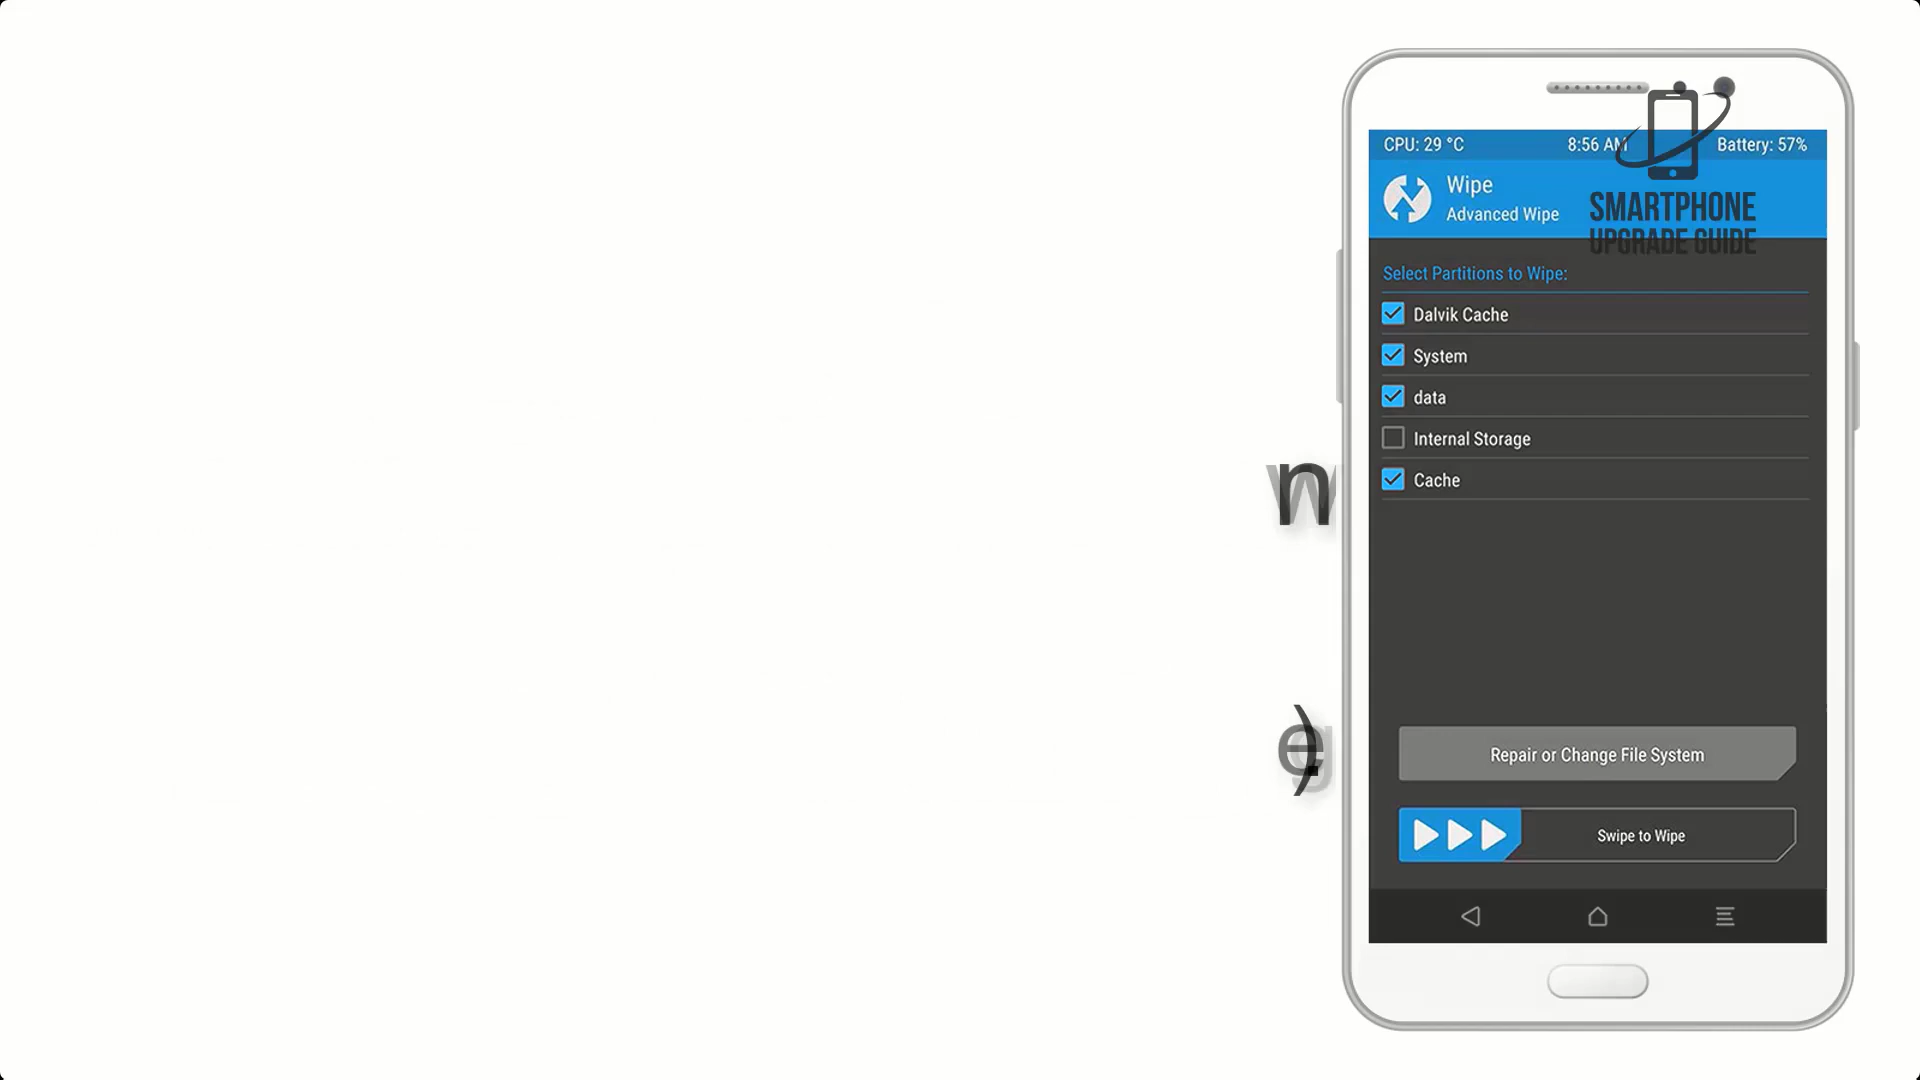 CPU: 29 °C 8:56 AM Battery: 57%
Wipe
Advanced Wipe
SMARTPHONE
UPGRADE GUIDE
Select Partitions to Wipe:
Dalvik Cache
System
data
Internal Storage
Cache
Repair or Change File System
Swipe to Wipe